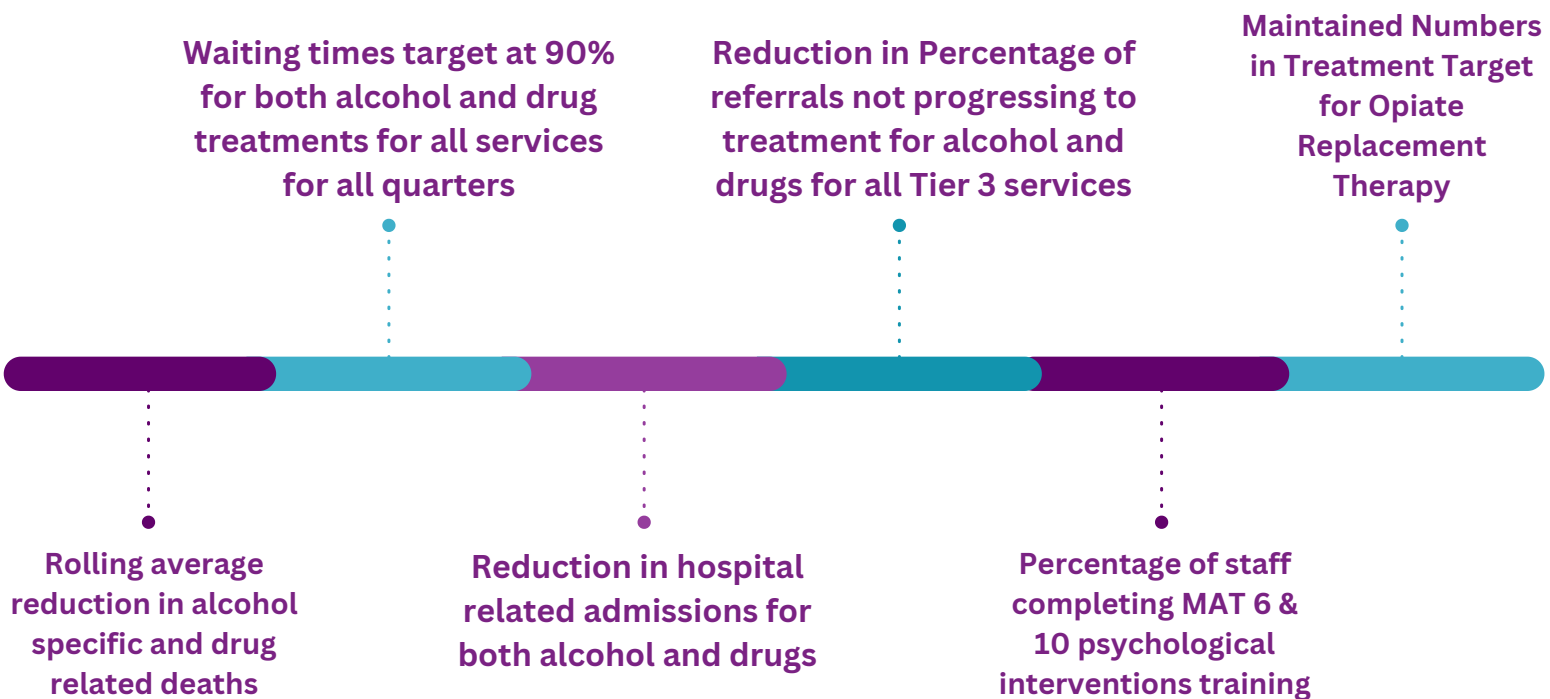 Waiting times target at 90%
for both alcohol and drug
treatments for all services
for all quarters
Reduction in Percentage of
referrals not progressing to
treatment for alcohol and
drugs for all Tier 3 services
Maintained Numbers
in Treatment Target
for Opiate
Replacement
Therapy
Rolling average
reduction in alcohol
specific and drug
related deaths
Reduction in hospital
related admissions for
both alcohol and drugs
Percentage of staff
completing MAT 6 &
10 psychological
interventions training